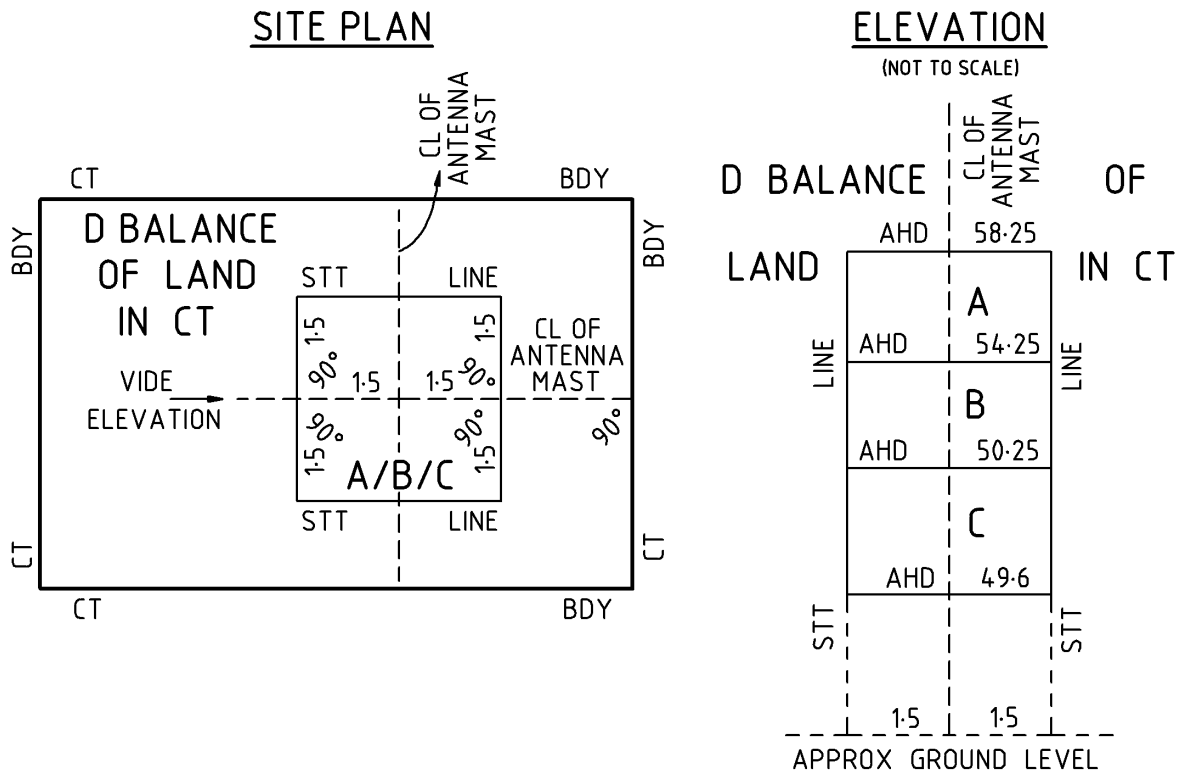 SITE PLAN
CL OF
ANTENNA
MAST
CT
BDY
BDY
BDY
D BALANCE
OF LAND
IN CT
STT
LINE
1·5
1·5
90°
90°
1·5
1·5
CL OF
ANTENNA
MAST
VIDE
ELEVATION
90°
90°
90°
1·5
1·5
A/B/C
STT
LINE
CT
CT
CT
BDY
ELEVATION
(NOT TO SCALE)
CL OF
ANTENNA
MAST
D BALANCE OF
LAND IN CT
AHD 58·25
A
AHD 54·25
LINE
LINE
B
AHD 50·25
C
AHD 49·6
STT
STT
1·5
1·5
APPROX GROUND LEVEL